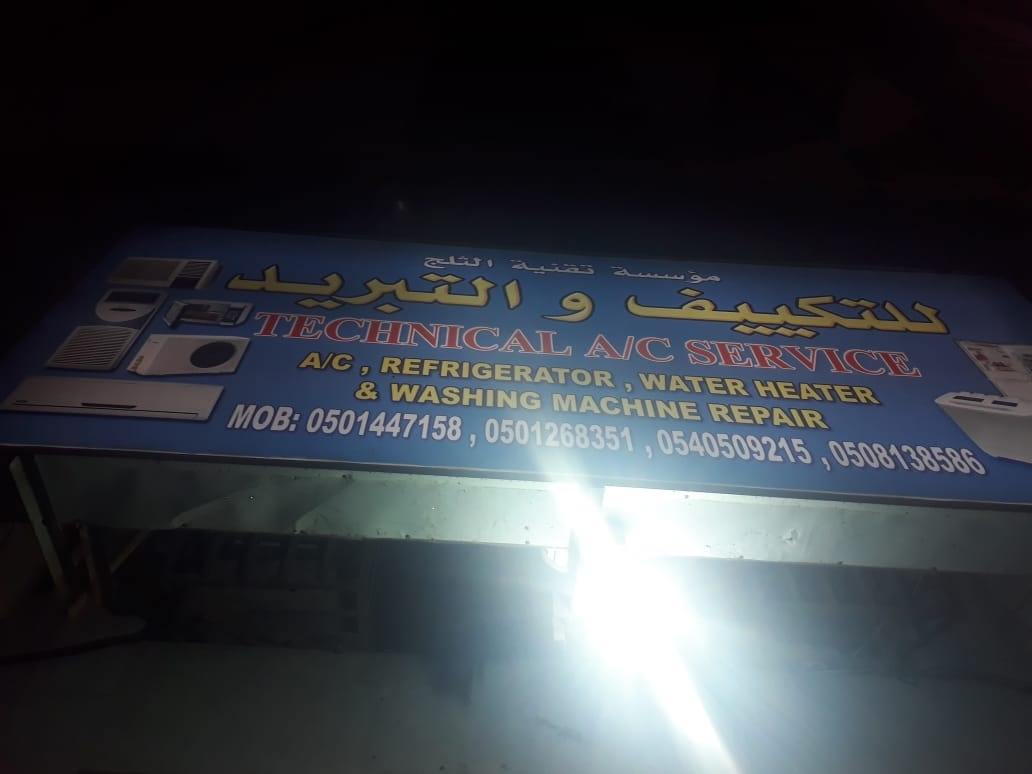 مؤسسة تقنية الثلج
للتكييف و التبريد
TECHNICAL A/C SERVICE
A/C , REFRIGERATOR , WATER HEATER
& WASHING MACHINE REPAIR
MOB: 0501447158 , 0501268351 , 0540509215 , 0508138586